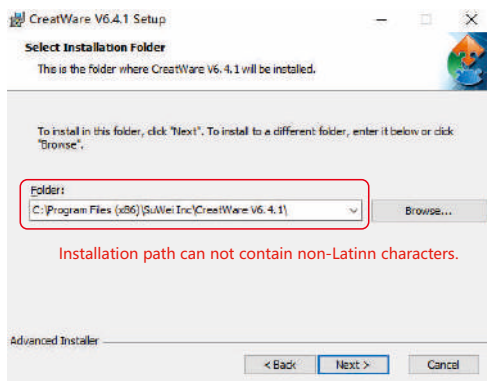 CreatWare V6.4.1 Setup
Select Installation Folder
This is the folder where CreatWare V6.4.1 will be installed.
To install in this folder, click "Next". To install to a different folder, enter it below or click
"Browse".
Folder:
C:\Program Files (x86)\SuWei Inc\CreatWare V6.4.1\
Browse...
Installation path can not contain non-Latinn characters.
Advanced Installer
< Back
Next >
Cancel